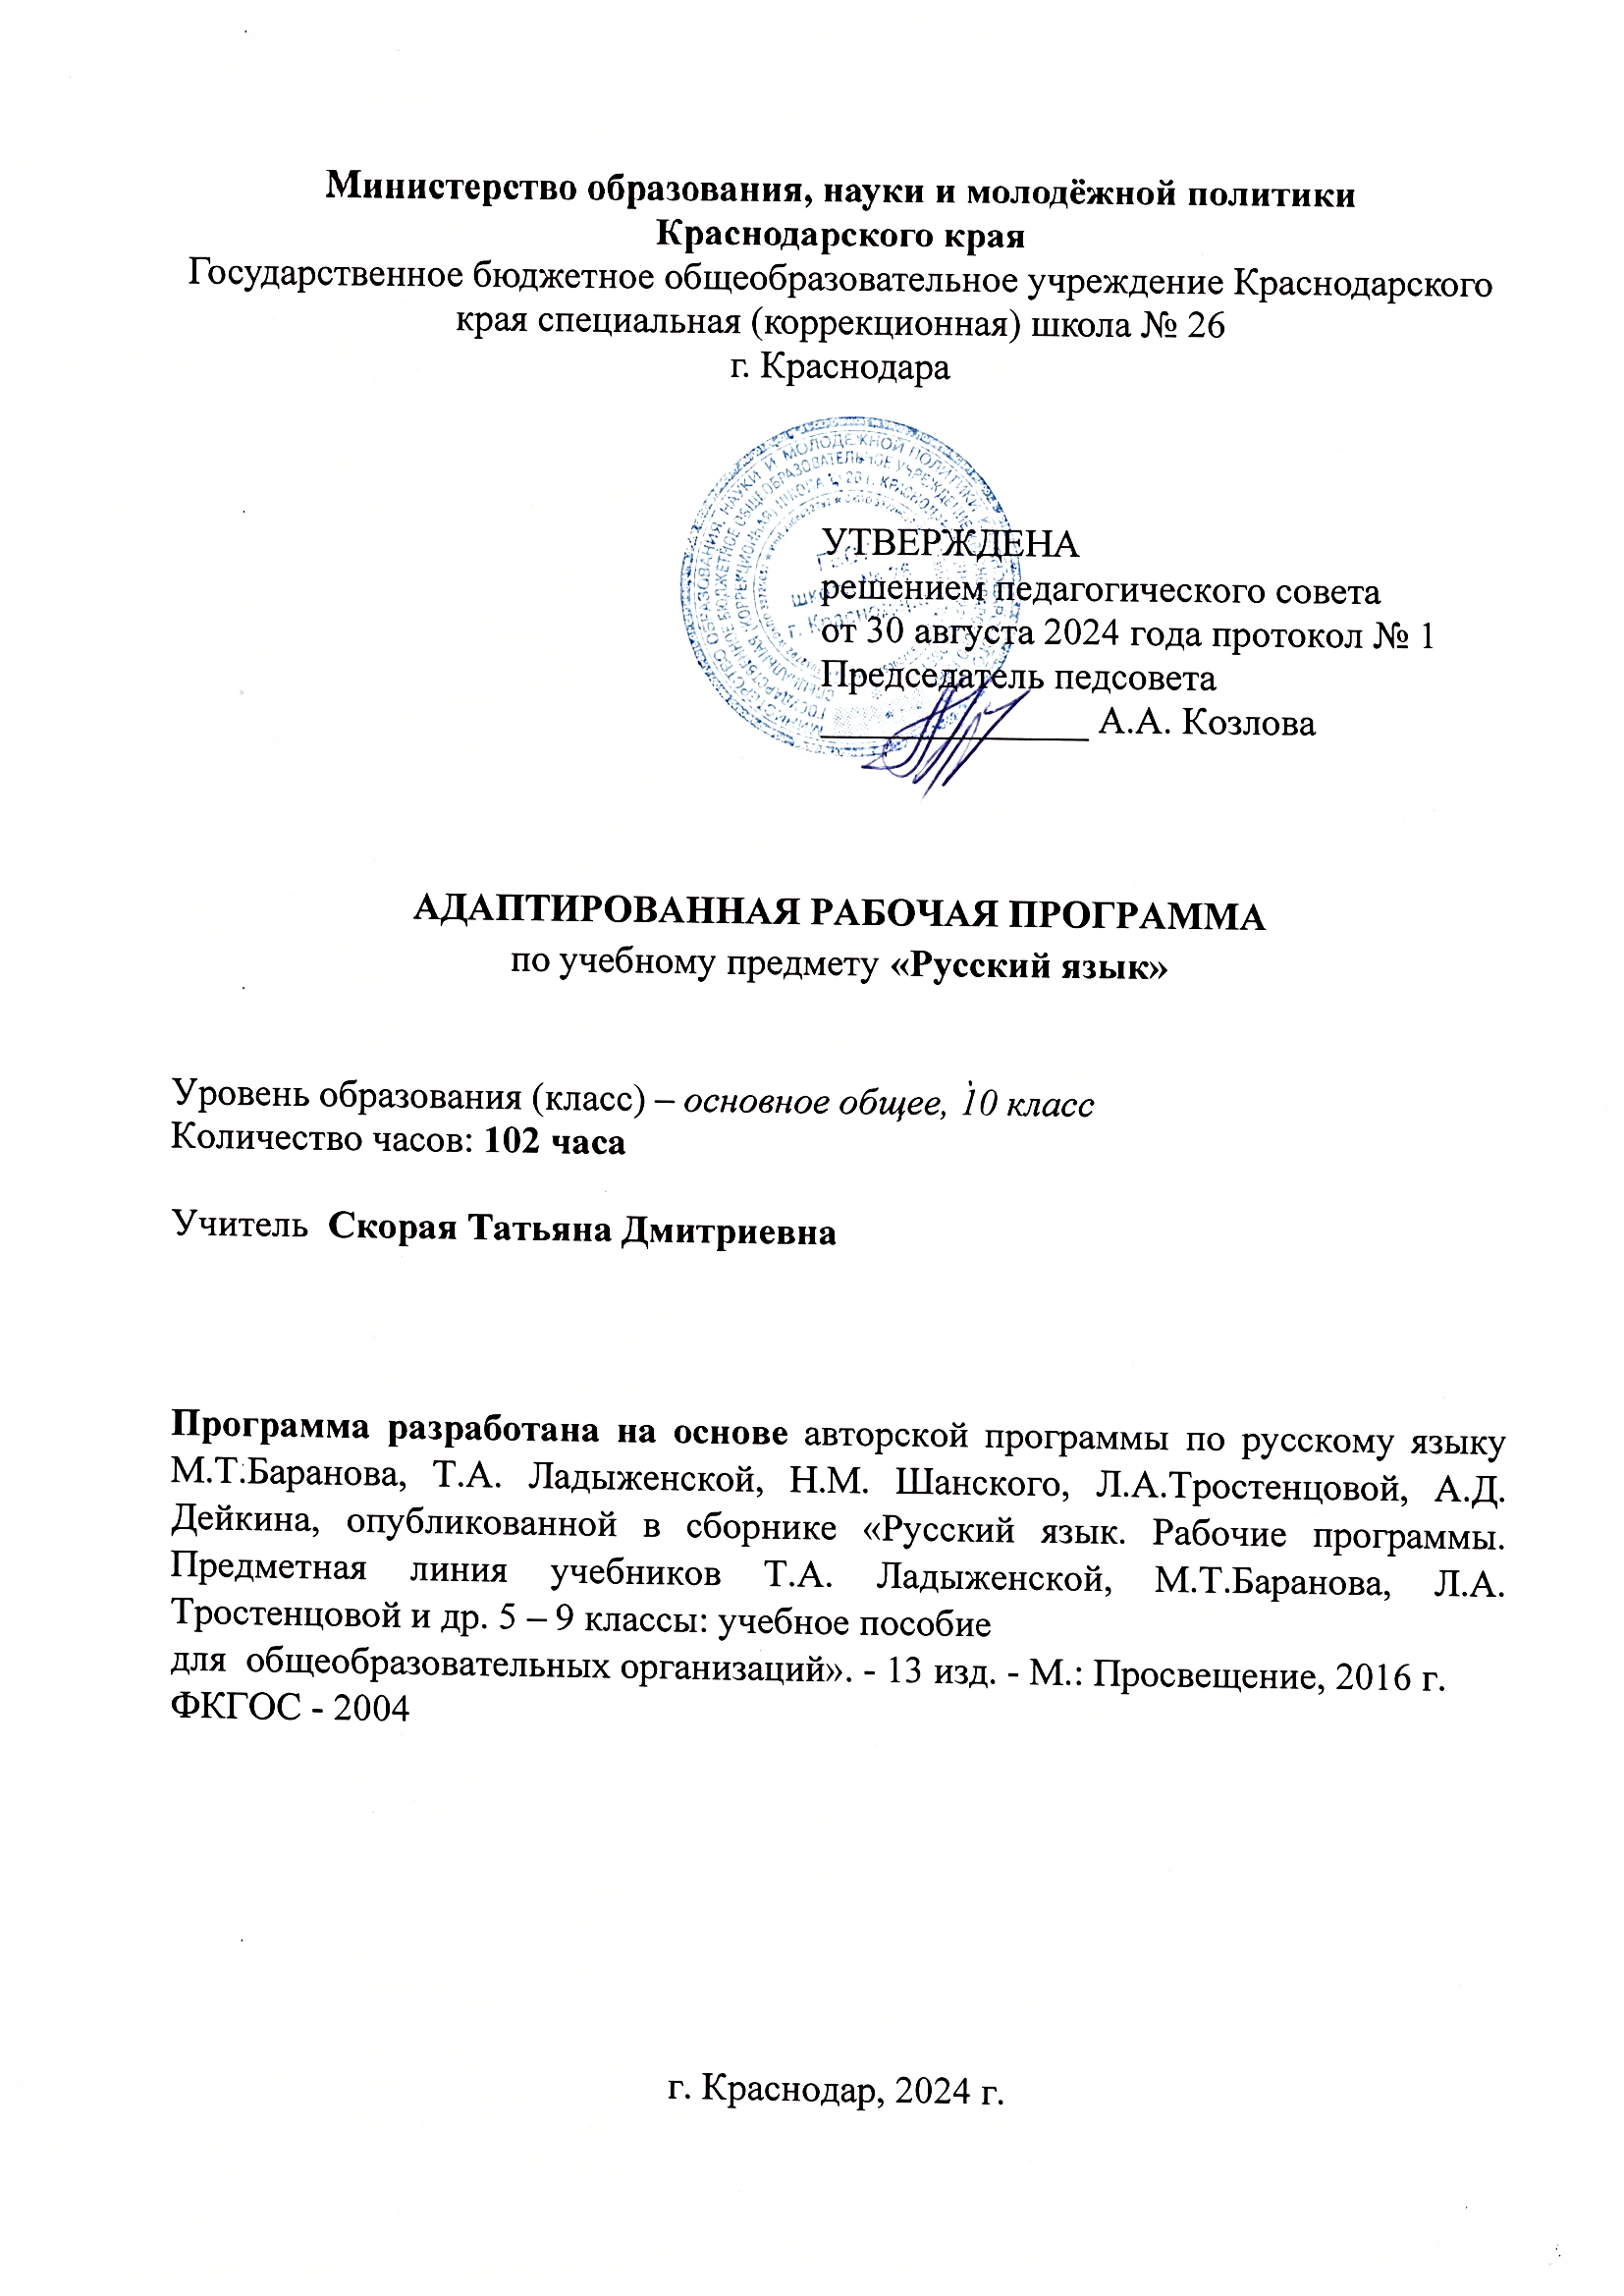 Министерство образования, науки и молодёжной политики
Краснодарского края
Государственное бюджетное общеобразовательное учреждение Краснодарского
края специальная (коррекционная) школа № 26
г. Краснодара
УТВЕРЖДЕНА
решением педагогического совета
от 30 августа 2024 года протокол № 1
Председатель педсовета
______________ А.А. Козлова
АДАПТИРОВАННАЯ РАБОЧАЯ ПРОГРАММА
по учебному предмету «Русский язык»
Уровень образования (класс) – основное общее, 10 класс
Количество часов: 102 часа
Учитель Скорая Татьяна Дмитриевна
Программа разработана на основе авторской программы по русскому языку
М.Т.Баранова, Т.А. Ладыженской, Н.М. Шанского, Л.А.Тростенцовой, А.Д.
Дейкина, опубликованной в сборнике «Русский язык. Рабочие программы.
Предметная линия учебников Т.А. Ладыженской, М.Т.Баранова, Л.А.
Тростенцовой и др. 5 – 9 классы: учебное пособие
для общеобразовательных организаций». - 13 изд. - М.: Просвещение, 2016 г.
ФКГОС - 2004
г. Краснодар, 2024 г.